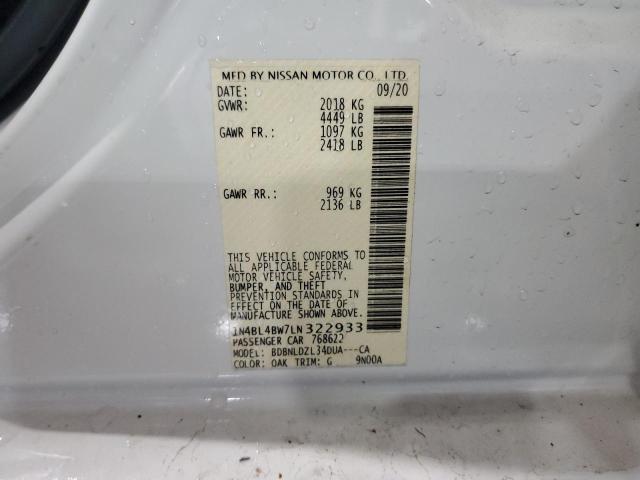 MFD BY NISSAN MOTOR CO., LTD.
DATE: 09/20
GVWR: 2018 KG
4449 LB
GAWR FR.: 1097 KG
2418 LB
GAWR RR.: 969 KG
2136 LB
THIS VEHICLE CONFORMS TO
ALL APPLICABLE FEDERAL
MOTOR VEHICLE SAFETY,
BUMPER, AND THEFT
PREVENTION STANDARDS IN
EFFECT ON THE DATE OF
MANUFACTURE SHOWN ABOVE.
1N4BL4BW7LN322933
PASSENGER CAR 768622
MODEL: BDBNLDZL34DUA---CA
COLOR: QAK TRIM: G 9N00A